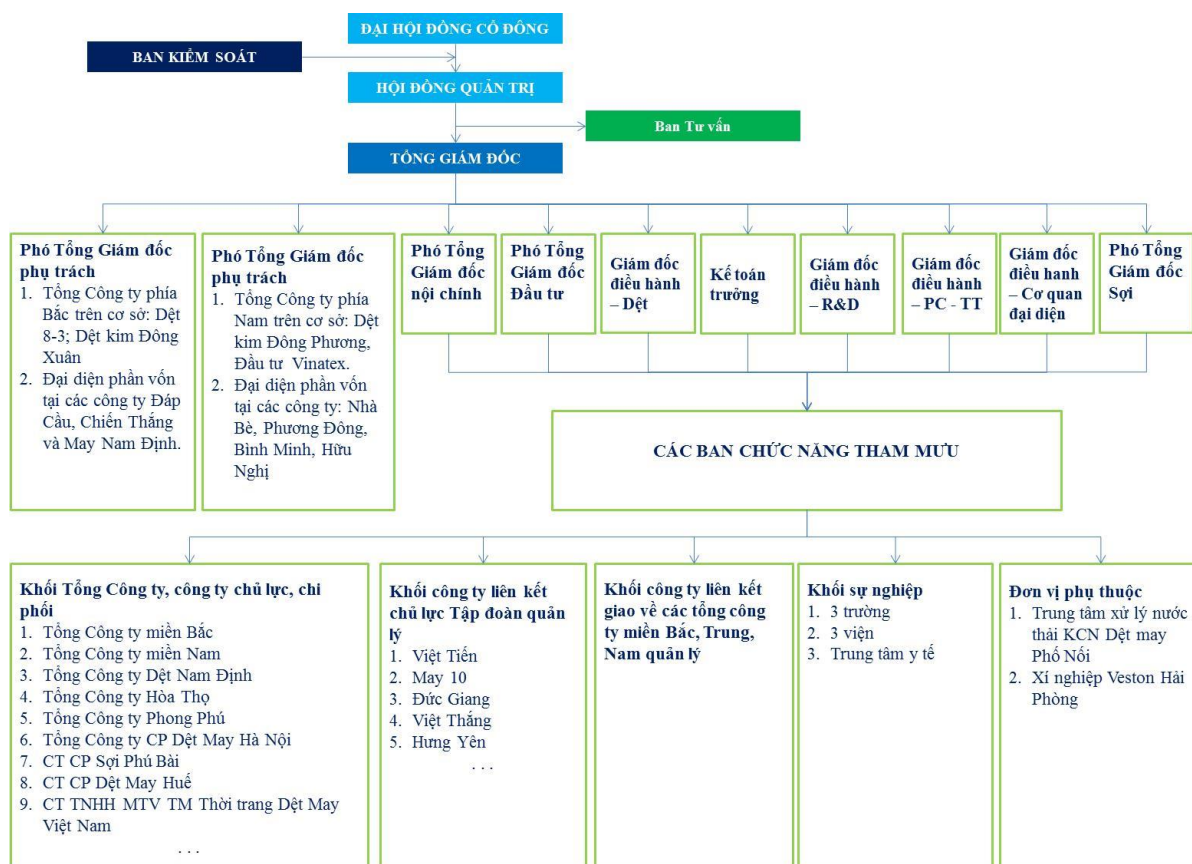 ĐẠI HỘI ĐỒNG CỔ ĐÔNG
BAN KIỂM SOÁT
HỘI ĐỒNG QUẢN TRỊ
Ban Tư vấn
TỔNG GIÁM ĐỐC
Phó Tổng Giám đốc
phụ trách
1. Tổng Công ty phía
Bắc trên cơ sở: Dệt
8-3; Dệt kim Đông
Xuân
2. Đại diện phần vốn
tại các công ty Đáp
Cầu, Chiến Thắng
và May Nam Định.
Phó Tổng Giám đốc
phụ trách
1. Tổng Công ty phía
Nam trên cơ sở: Dệt
kim Đông Phương,
Đầu tư Vinatex.
2. Đại diện phần vốn
tại các công ty: Nhà
Bè, Phương Đông,
Bình Minh, Hữu
Nghị
Phó Tổng
Giám đốc
nội chính
Phó Tổng
Giám đốc
Đầu tư
Giám đốc
điều hành
– Dệt
Kế toán
trưởng
Giám đốc
điều hành
– R&D
Giám đốc
điều hành
– PC - TT
Giám đốc
điều hanh
– Cơ quan
đại diện
Phó Tổng
Giám đốc
Sợi
CÁC BAN CHỨC NĂNG THAM MƯU
Khối Tổng Công ty, công ty chủ lực, chi
phối
1. Tổng Công ty miền Bắc
2. Tổng Công ty miền Nam
3. Tổng Công ty Dệt Nam Định
4. Tổng Công ty Hòa Thọ
5. Tổng Công ty Phong Phú
6. Tổng Công ty CP Dệt May Hà Nội
7. CT CP Sợi Phú Bài
8. CT CP Dệt May Huế
9. CT TNHH MTV TM Thời trang Dệt May
Việt Nam
. . .
Khối công ty liên kết
chủ lực Tập đoàn quản
lý
1. Việt Tiến
2. May 10
3. Đức Giang
4. Việt Thắng
5. Hưng Yên
. . .
Khối công ty liên kết
giao về các tổng công
ty miền Bắc, Trung,
Nam quản lý
Khối sự nghiệp
1. 3 trường
2. 3 viện
3. Trung tâm y tế
Đơn vị phụ thuộc
1. Trung tâm xử lý nước
thải KCN Dệt may
Phố Nối
2. Xí nghiệp Veston Hải
Phòng